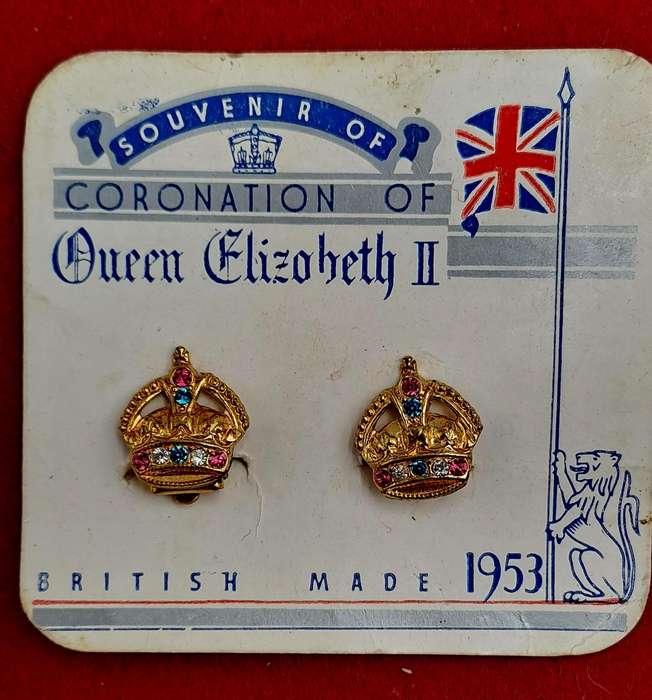 SOUVENIR OF
CORONATION OF
Queen Elizabeth II
BRITISH MADE 1953